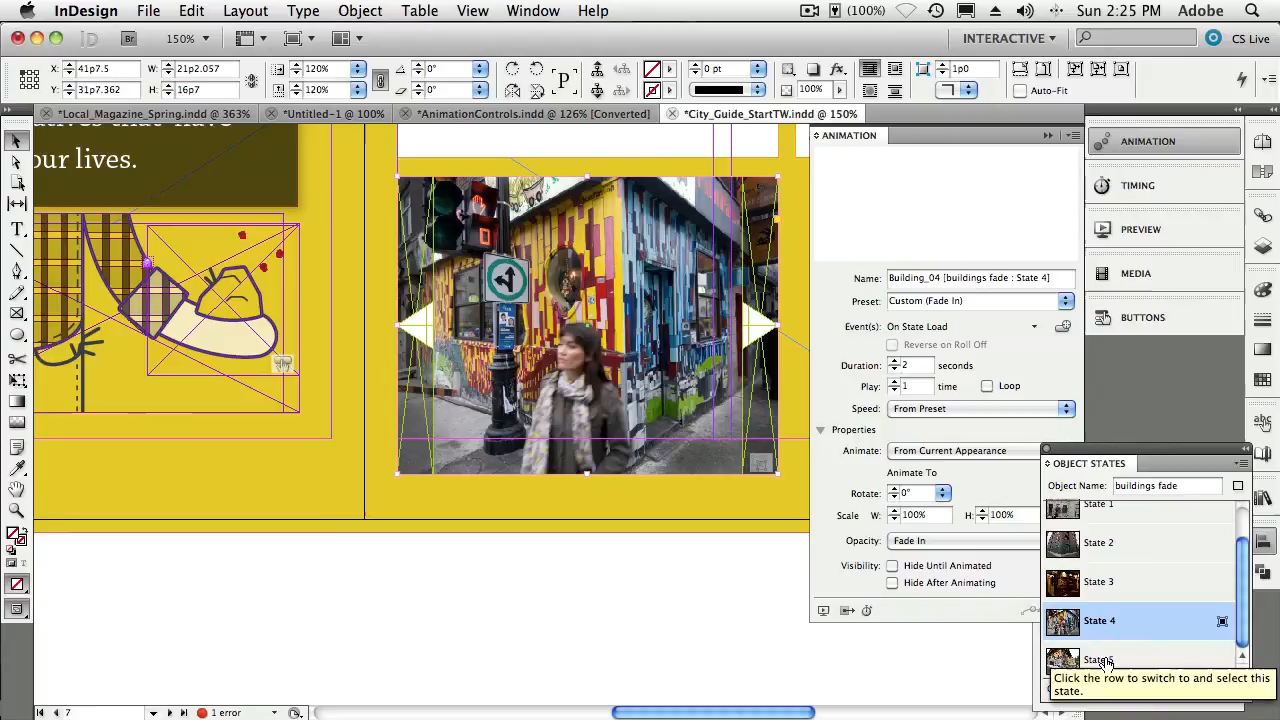 InDesign File Edit Layout Type Object Table View Window Help (100%) Sun 2:25 PM Adobe
Br 150% INTERACTIVE CS Live
X: 41p7.5 W: 21p2.057 120% 0° 0 pt fx 1p0
Y: 31p7.362 H: 16p7 120% 0° P 100% Auto-Fit
*Local_Magazine_Spring.indd @ 363% *Untitled-1 @ 100% *AnimationControls.indd @ 126% [Converted] *City_Guide_StartTW.indd @ 150%
our lives.
ANIMATION
Name: Building_04 [buildings fade : State 4]
Preset: Custom (Fade In)
Event(s): On State Load
Reverse on Roll Off
Duration: 2 seconds
Play: 1 time Loop
Speed: From Preset
Properties
Animate: From Current Appearance
Animate To
Rotate: 0°
Scale W: 100% H: 100%
Opacity: Fade In
Visibility: Hide Until Animated
Hide After Animating
ANIMATION
TIMING
PREVIEW
MEDIA
BUTTONS
OBJECT STATES
Object Name: buildings fade
State 1
State 2
State 3
State 4
State 5
Click the row to switch to and select this
state.
7 1 error